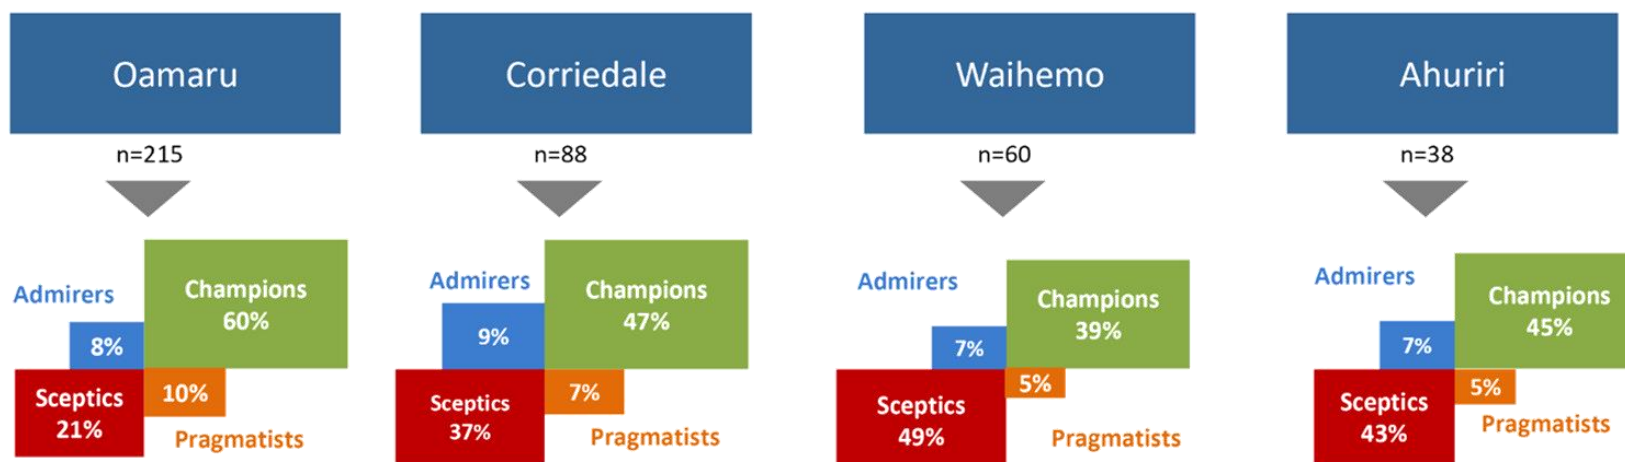 Oamaru
n=215
Admirers
8%
Champions
60%
Sceptics
21%
10%
Pragmatists
Corriedale
n=88
Admirers
9%
Champions
47%
Sceptics
37%
7%
Pragmatists
Waihemo
n=60
Admirers
7%
Champions
39%
Sceptics
49%
5%
Pragmatists
Ahuriri
n=38
Admirers
7%
Champions
45%
Sceptics
43%
5%
Pragmatists